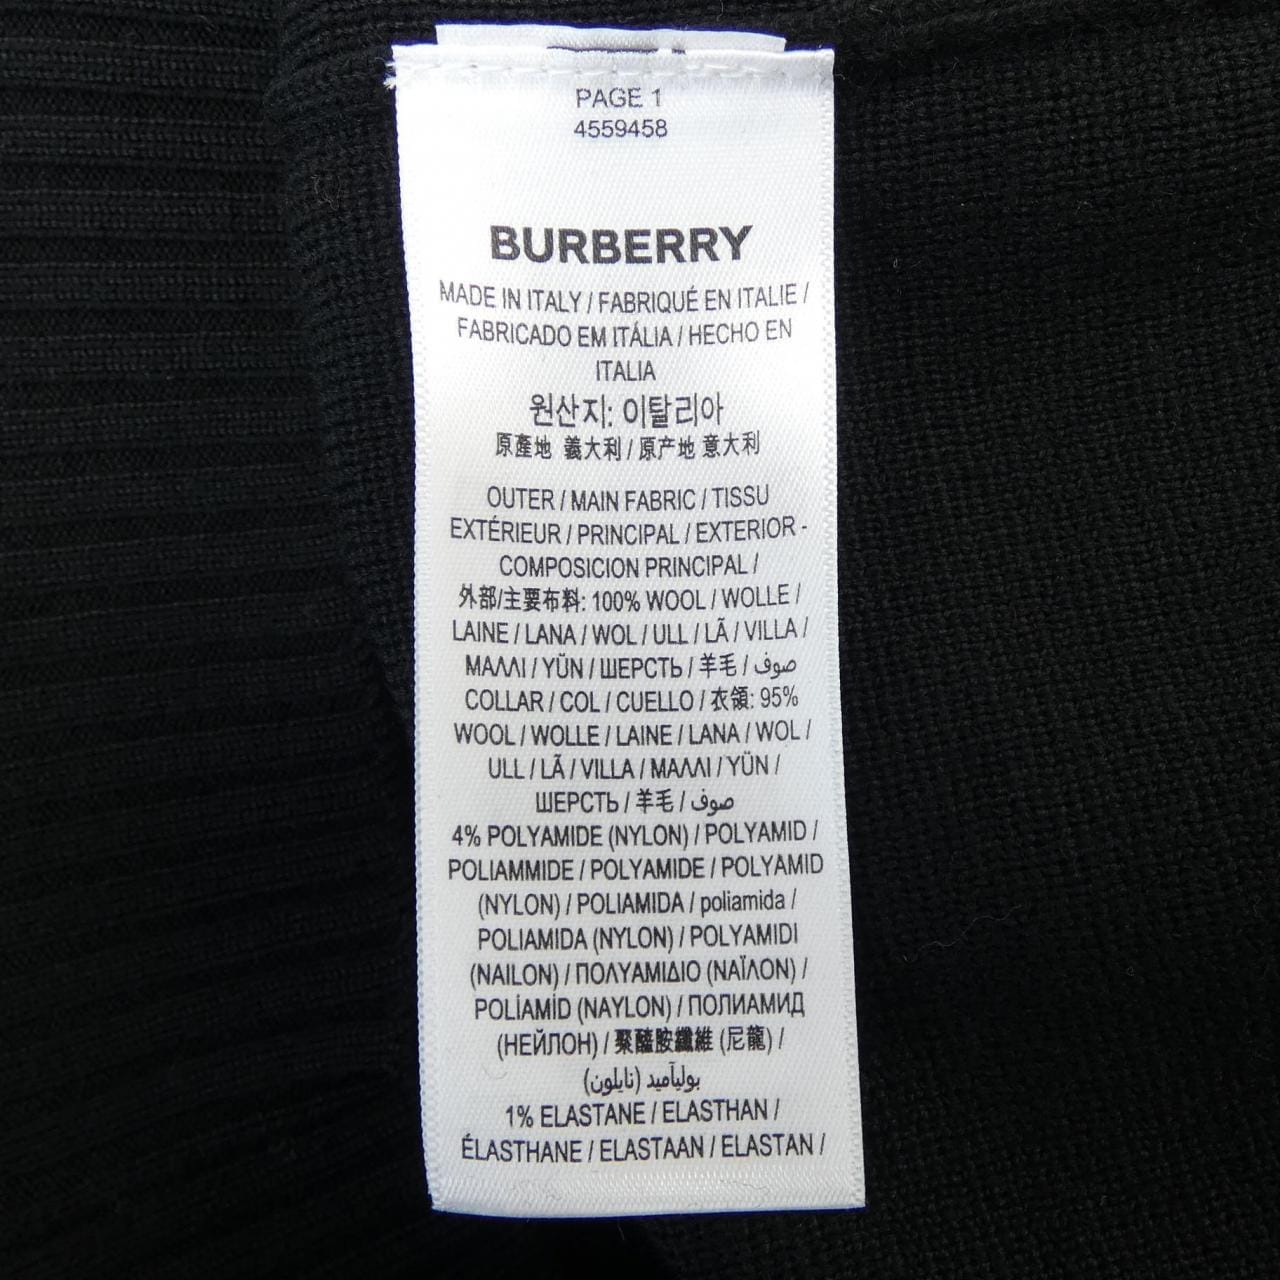 PAGE 1
4559458
BURBERRY
MADE IN ITALY / FABRIQUÉ EN ITALIE /
FABRICADO EM ITÁLIA / HECHO EN
ITALIA
원산지: 이탈리아
原產地 義大利 / 原产地 意大利
OUTER / MAIN FABRIC / TISSU
EXTÉRIEUR / PRINCIPAL / EXTERIOR -
COMPOSICION PRINCIPAL /
外部/主要布料: 100% WOOL / WOLLE /
LAINE / LANA / WOL / ULL / LÃ / VILLA /
ΜΑΛΛΙ / YÜN / ШЕРСТЬ / 羊毛 / صوف
COLLAR / COL / CUELLO / 衣領: 95%
WOOL / WOLLE / LAINE / LANA / WOL /
ULL / LÃ / VILLA / ΜΑΛΛΙ / YÜN /
ШЕРСТЬ / 羊毛 / صوف
4% POLYAMIDE (NYLON) / POLYAMID /
POLIAMMIDE / POLYAMIDE / POLYAMID
(NYLON) / POLIAMIDA / poliamida /
POLIAMIDA (NYLON) / POLYAMIDI
(NAILON) / ΠΟΛΥΑΜΙΔΙΟ (ΝΑΪΛΟΝ) /
POLİAMİD (NAYLON) / ПОЛИАМИД
(НЕЙЛОН) / 聚醯胺纖維 (尼龍) /
بولياميد (نايلون)
1% ELASTANE / ELASTHAN /
ÉLASTHANE / ELASTAAN / ELASTAN /